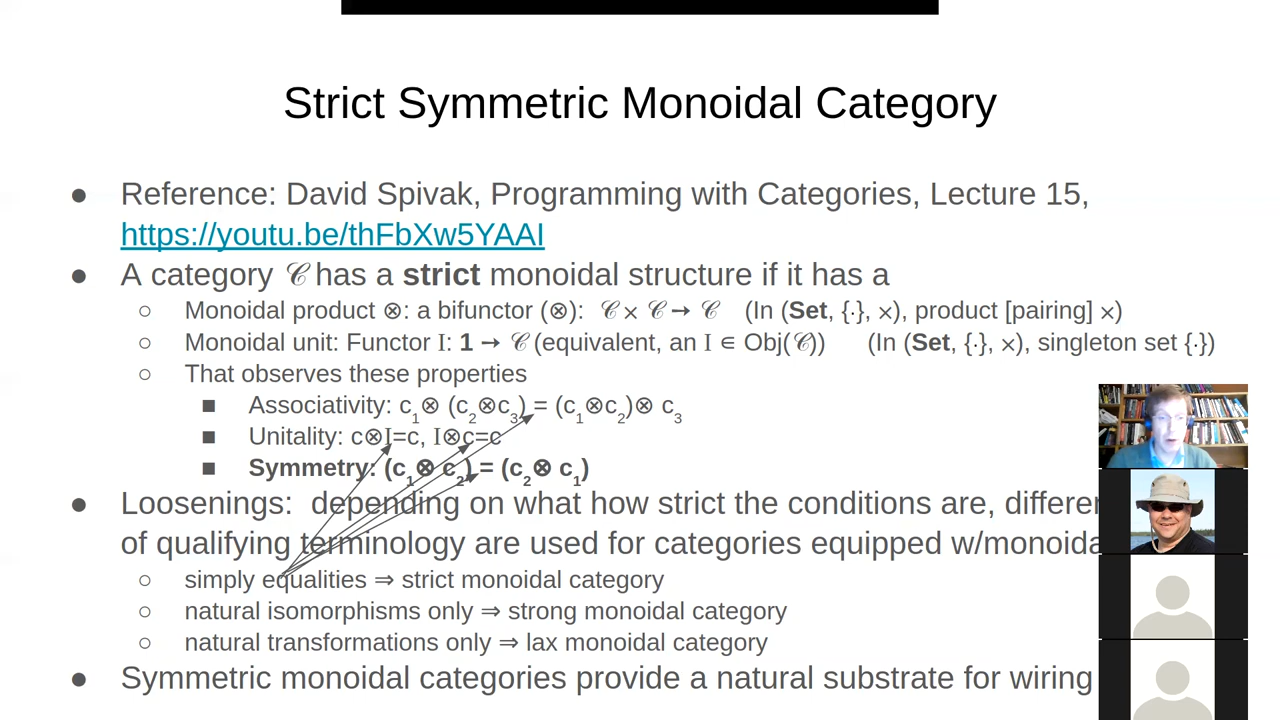 Strict Symmetric Monoidal Category
● Reference: David Spivak, Programming with Categories, Lecture 15,
https://youtu.be/thFbXw5YAAI
● A category 𝒞 has a strict monoidal structure if it has a
○ Monoidal product ⊗: a bifunctor (⊗): 𝒞 × 𝒞 → 𝒞 (In (Set, {·}, ×), product [pairing] ×)
○ Monoidal unit: Functor I: 1 → 𝒞 (equivalent, an I ∈ Obj(𝒞)) (In (Set, {·}, ×), singleton set {·})
○ That observes these properties
■ Associativity: c₁⊗ (c₂⊗c₃) = (c₁⊗c₂)⊗ c₃
■ Unitality: c⊗I=c, I⊗c=c
■ Symmetry: (c₁⊗ c₂) = (c₂⊗ c₁)
● Loosenings: depending on what how strict the conditions are, differen
of qualifying terminology are used for categories equipped w/monoida
○ simply equalities ⇒ strict monoidal category
○ natural isomorphisms only ⇒ strong monoidal category
○ natural transformations only ⇒ lax monoidal category
● Symmetric monoidal categories provide a natural substrate for wiring